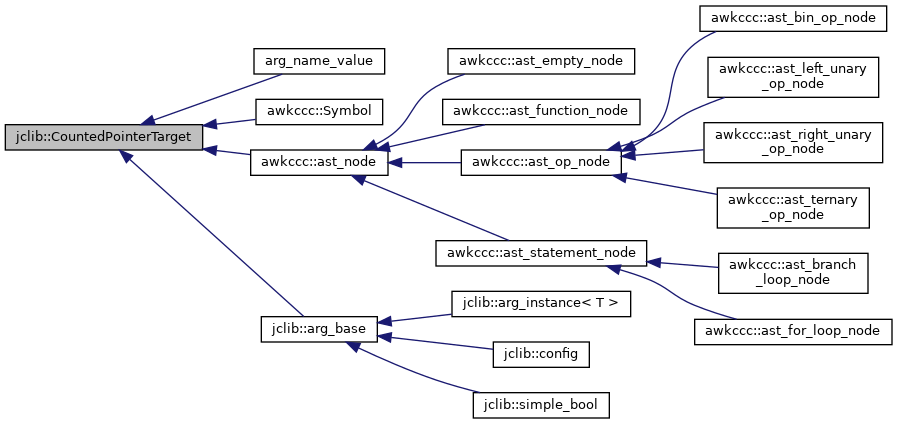 jclib::CountedPointerTarget
arg_name_value
awkccc::Symbol
awkccc::ast_node
awkccc::ast_empty_node
awkccc::ast_function_node
awkccc::ast_op_node
awkccc::ast_bin_op_node
awkccc::ast_left_unary
_op_node
awkccc::ast_right_unary
_op_node
awkccc::ast_ternary
_op_node
awkccc::ast_statement_node
awkccc::ast_branch
_loop_node
awkccc::ast_for_loop_node
jclib::arg_base
jclib::arg_instance< T >
jclib::config
jclib::simple_bool